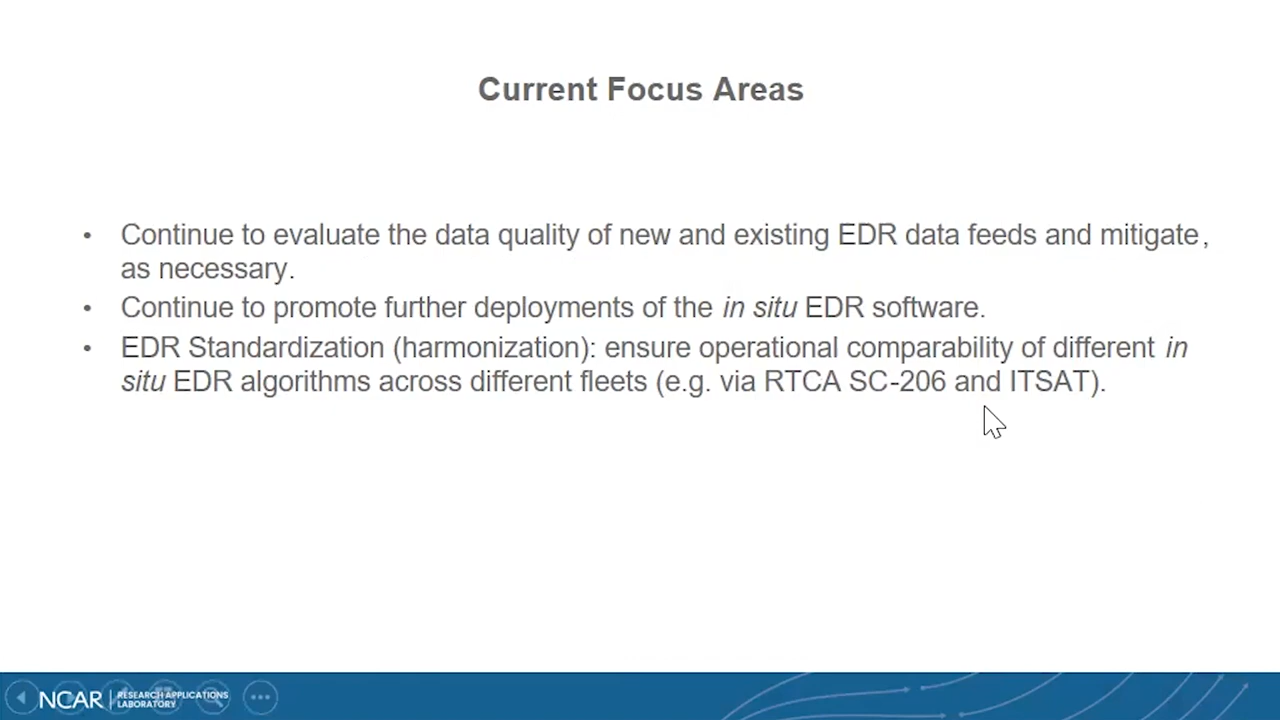 Current Focus Areas
• Continue to evaluate the data quality of new and existing EDR data feeds and mitigate,
as necessary.
• Continue to promote further deployments of the in situ EDR software.
• EDR Standardization (harmonization): ensure operational comparability of different in
situ EDR algorithms across different fleets (e.g. via RTCA SC-206 and ITSAT).
NCAR | RESEARCH APPLICATIONS
LABORATORY